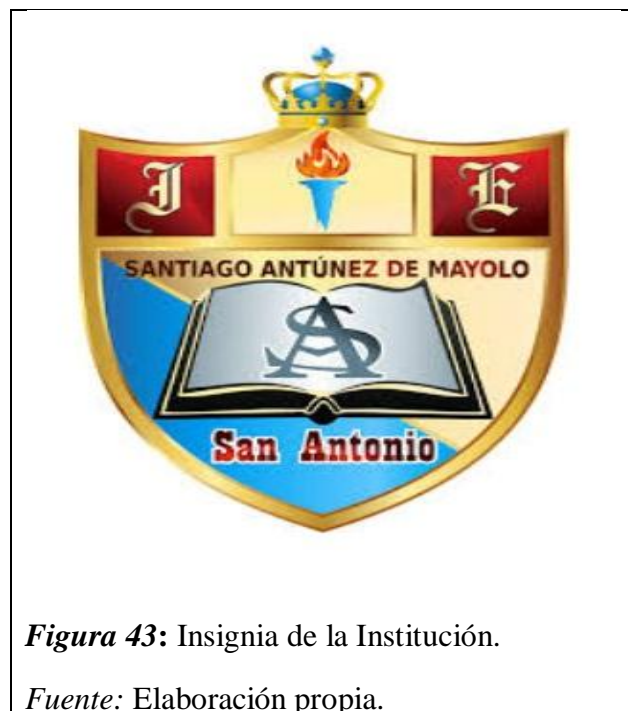 I E
SANTIAGO ANTÚNEZ DE MAYOLO
SA
San Antonio
Figura 43: Insignia de la Institución.
Fuente: Elaboración propia.